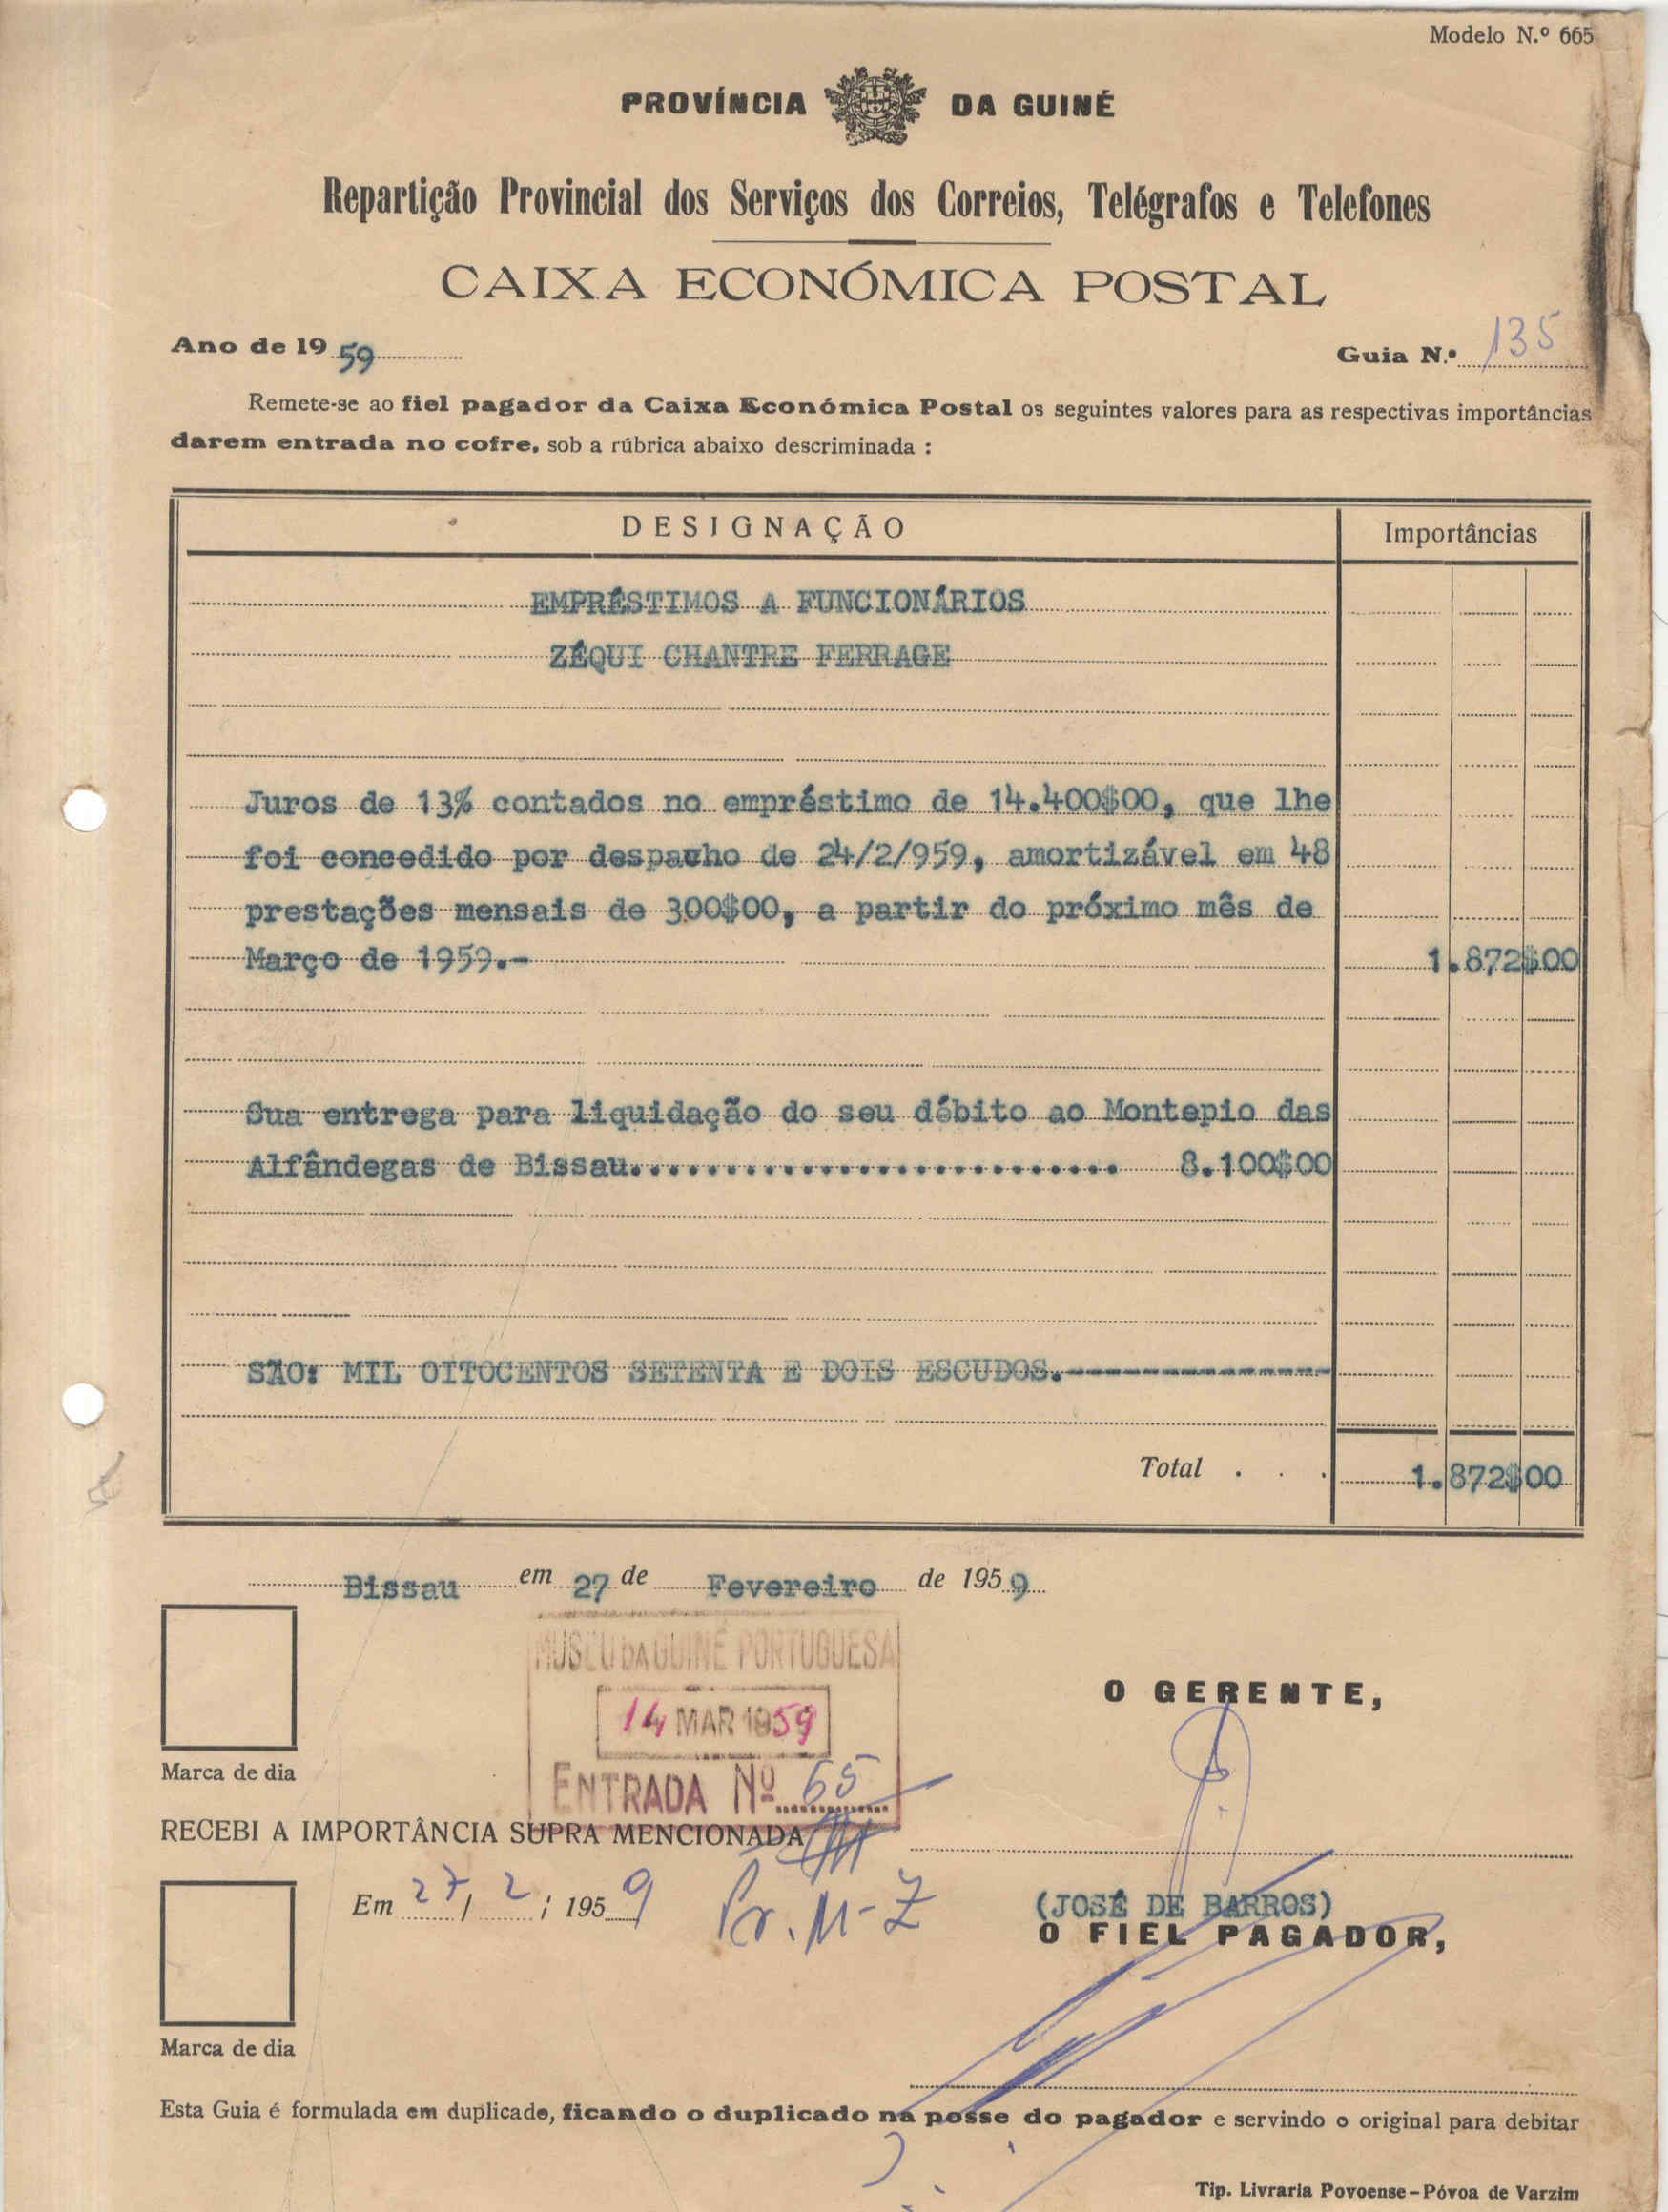 Modelo N.º 665
PROVÍNCIA DA GUINÉ
Repartição Provincial dos Serviços dos Correios, Telégrafos e Telefones
CAIXA ECONÓMICA POSTAL
Ano de 19 59
Guia N.º 135
Remete-se ao fiel pagador da Caixa Económica Postal os seguintes valores para as respectivas importâncias
darem entrada no cofre, sob a rúbrica abaixo descriminada :
DESIGNAÇÃO Importâncias
EMPRÉSTIMOS A FUNCIONÁRIOS
ZÉQUI CHANTRE FERRAGE
Juros de 13% contados no empréstimo de 14.400$00, que lhe
foi concedido por despacho de 24/2/959, amortizável em 48
prestações mensais de 300$00, a partir do próximo mês de
Março de 1959.- 1.872$00
Sua entrega para liquidação do seu débito ao Montepio das
Alfândegas de Bissau.......................... 8.100$00
SÃO: MIL OITOCENTOS SETENTA E DOIS ESCUDOS.-
Total . . . 1.872$00
Bissau em 27 de Fevereiro de 1959
MUSEU DA GUINÉ PORTUGUESA
14 MAR 1959
ENTRADA Nº 65
O GERENTE,
Marca de dia
RECEBI A IMPORTÂNCIA SUPRA MENCIONADA
Em 27 / 2 / 1959
Pr. M-Z
(JOSÉ DE BARROS)
O FIEL PAGADOR,
Marca de dia
Esta Guia é formulada em duplicado, ficando o duplicado na posse do pagador e servindo o original para debitar
Tip. Livraria Povoense-Póvoa de Varzim